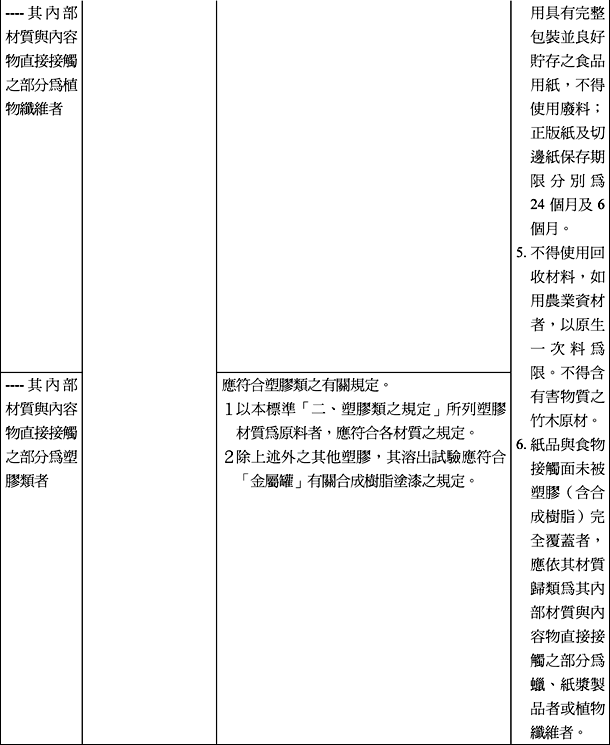 ---- 其內部
材質與內容
物直接接觸
之部分為植
物纖維者
---- 其內部
材質與內容
物直接接觸
之部分為塑
膠類者
應符合塑膠類之有關規定。
1以本標準「二、塑膠類之規定」所列塑膠
材質為原料者，應符合各材質之規定。
2除上述外之其他塑膠，其溶出試驗應符合
「金屬罐」有關合成樹脂塗漆之規定。
用具有完整
包裝並良好
貯存之食品
用紙，不得
使用廢料；
正版紙及切
邊紙保存期
限分別為
24 個月及 6
個月。
5. 不得使用回
收材料，如
用農業資材
者，以原生
一次料為
限。不得含
有害物質之
竹木原材。
6. 紙品與食物
接觸面未被
塑膠（含合
成樹脂）完
全覆蓋者，
應依其材質
歸類為其內
部材質與內
容物直接接
觸之部分為
蠟、紙漿製
品者或植物
纖維者。